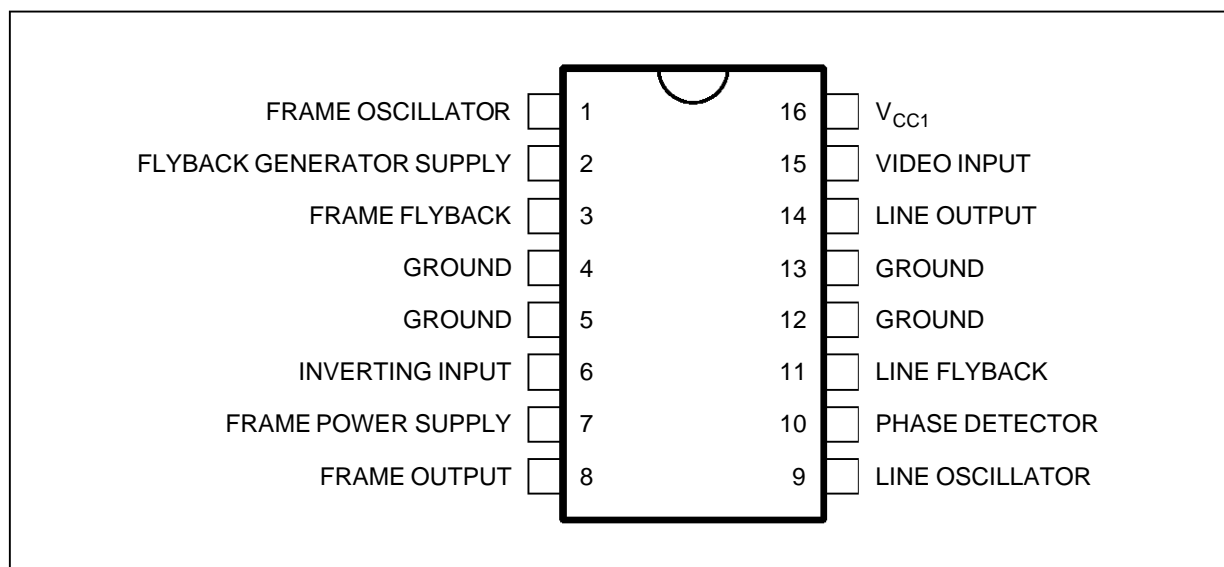 FRAME OSCILLATOR 1 16 VCC1
FLYBACK GENERATOR SUPPLY 2 15 VIDEO INPUT
FRAME FLYBACK 3 14 LINE OUTPUT
GROUND 4 13 GROUND
GROUND 5 12 GROUND
INVERTING INPUT 6 11 LINE FLYBACK
FRAME POWER SUPPLY 7 10 PHASE DETECTOR
FRAME OUTPUT 8 9 LINE OSCILLATOR